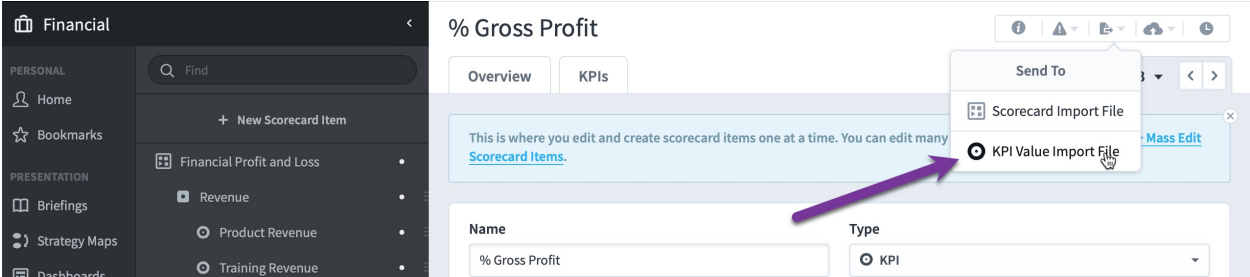 Financial
% Gross Profit
PERSONAL
Home
Bookmarks
PRESENTATION
Briefings
Strategy Maps
Dashboards
Find
+ New Scorecard Item
Financial Profit and Loss
Revenue
Product Revenue
Training Revenue
Overview
KPIs
Send To
Scorecard Import File
KPI Value Import File
This is where you edit and create scorecard items one at a time. You can edit many
Mass Edit
Scorecard Items.
Name
% Gross Profit
Type
KPI